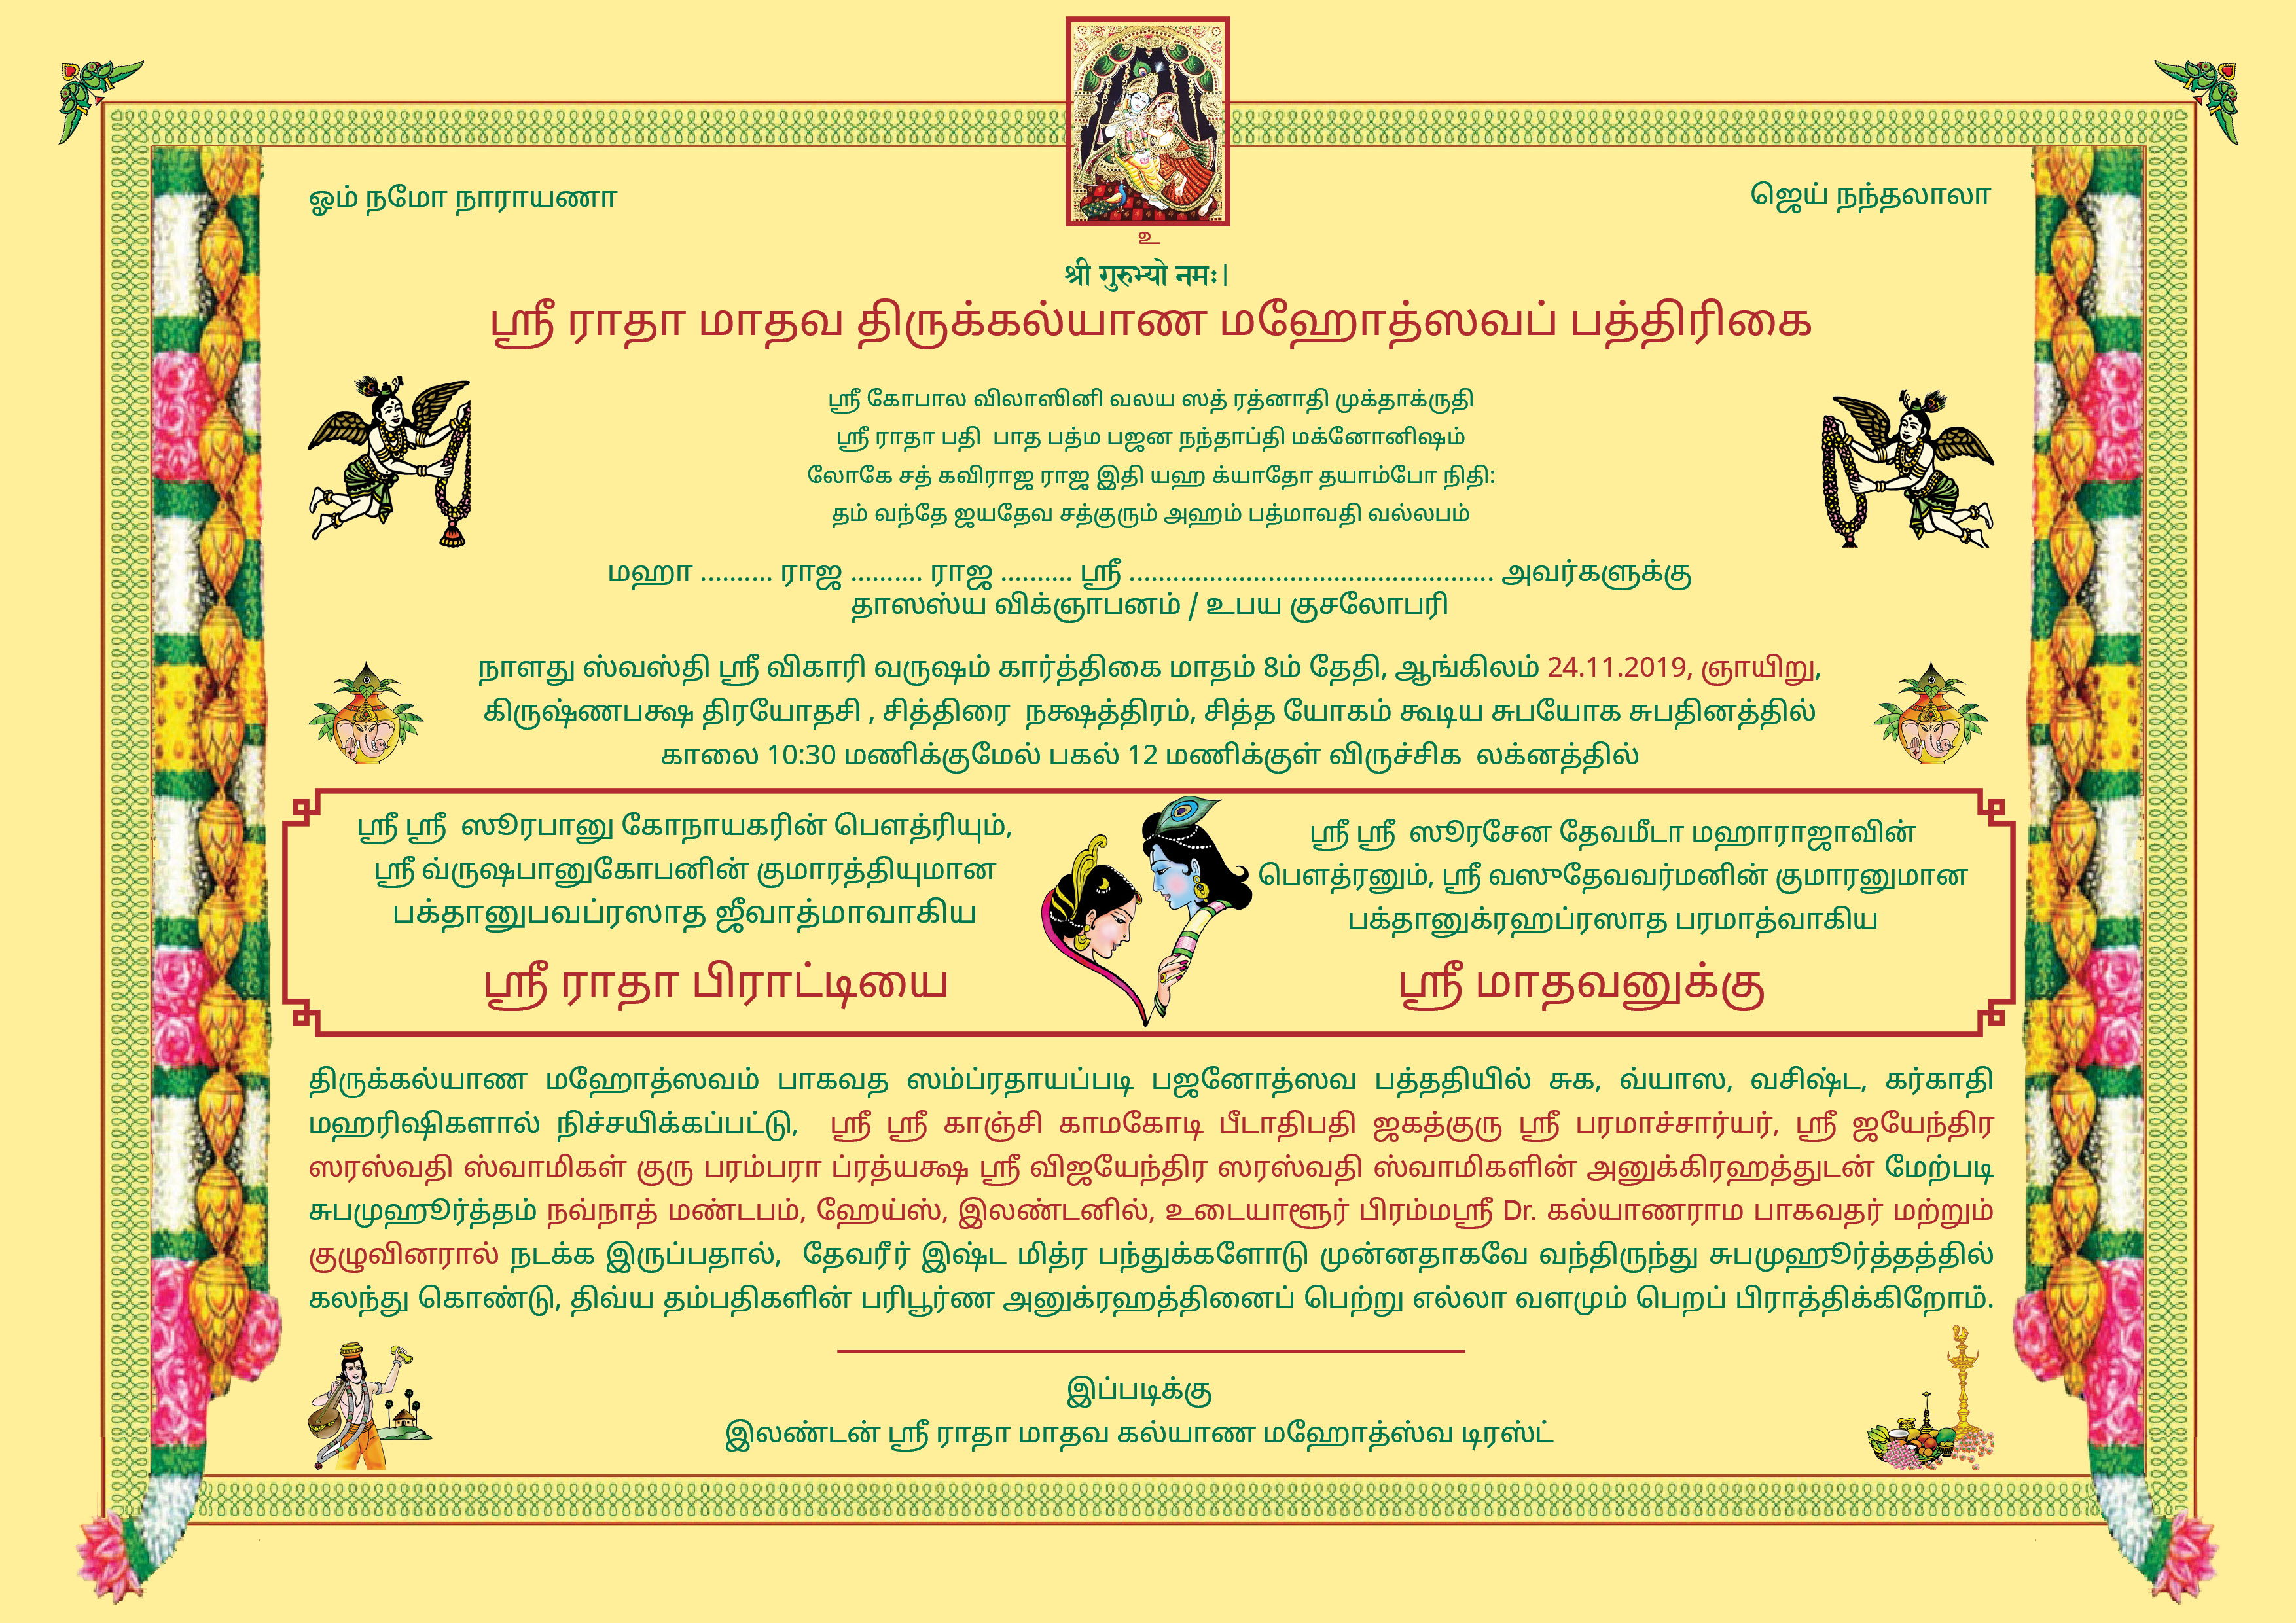 ஓம் நமோ நாராயணா
ஜெய் நந்தலாலா
உ
श्री गुरुभ्यो नमः|
ஸ்ரீ ராதா மாதவ திருக்கல்யாண மஹோத்ஸவப் பத்திரிகை
ஸ்ரீ கோபால விலாஸினி வலய ஸத் ரத்னாதி முக்தாக்ருதி
ஸ்ரீ ராதா பதி பாத பத்ம பஜன நந்தாப்தி மக்னோனிஷம்
லோகே சத் கவிராஜ ராஜ இதி யஹ க்யாதோ தயாம்போ நிதி:
தம் வந்தே ஜயதேவ சத்குரும் அஹம் பத்மாவதி வல்லபம்
மஹா .......... ராஜ .......... ராஜ .......... ஸ்ரீ .................................................. அவர்களுக்கு
தாஸஸ்ய விக்ஞாபனம் / உபய குசலோபரி
நாளது ஸ்வஸ்தி ஸ்ரீ விகாரி வருஷம் கார்த்திகை மாதம் 8ம் தேதி, ஆங்கிலம் 24.11.2019, ஞாயிறு,
கிருஷ்ணபக்ஷ திரயோதசி , சித்திரை நக்ஷத்திரம், சித்த யோகம் கூடிய சுபயோக சுபதினத்தில்
காலை 10:30 மணிக்குமேல் பகல் 12 மணிக்குள் விருச்சிக லக்னத்தில்
ஸ்ரீ ஸ்ரீ ஸூரபானு கோநாயகரின் பௌத்ரியும்,
ஸ்ரீ வ்ருஷபானுகோபனின் குமாரத்தியுமான
பக்தானுபவப்ரஸாத ஜீவாத்மாவாகிய
ஸ்ரீ ராதா பிராட்டியை
ஸ்ரீ ஸ்ரீ ஸூரசேன தேவமீடா மஹாராஜாவின்
பௌத்ரனும், ஸ்ரீ வஸுதேவவர்மனின் குமாரனுமான
பக்தானுக்ரஹப்ரஸாத பரமாத்வாகிய
ஸ்ரீ மாதவனுக்கு
திருக்கல்யாண மஹோத்ஸவம் பாகவத ஸம்ப்ரதாயப்படி பஜனோத்ஸவ பத்ததியில் சுக, வ்யாஸ, வசிஷ்ட, கர்காதி
மஹரிஷிகளால் நிச்சயிக்கப்பட்டு, ஸ்ரீ ஸ்ரீ காஞ்சி காமகோடி பீடாதிபதி ஜகத்குரு ஸ்ரீ பரமாச்சார்யர், ஸ்ரீ ஜயேந்திர
ஸரஸ்வதி ஸ்வாமிகள் குரு பரம்பரா ப்ரத்யக்ஷ ஸ்ரீ விஜயேந்திர ஸரஸ்வதி ஸ்வாமிகளின் அனுக்கிரஹத்துடன் மேற்படி
சுபமுஹூர்த்தம் நவ்நாத் மண்டபம், ஹேய்ஸ், இலண்டனில், உடையாளூர் பிரம்மஸ்ரீ Dr. கல்யாணராம பாகவதர் மற்றும்
குழுவினரால் நடக்க இருப்பதால், தேவரீர் இஷ்ட மித்ர பந்துக்களோடு முன்னதாகவே வந்திருந்து சுபமுஹூர்த்தத்தில்
கலந்து கொண்டு, திவ்ய தம்பதிகளின் பரிபூர்ண அனுக்ரஹத்தினைப் பெற்று எல்லா வளமும் பெறப் பிராத்திக்கிறோம்.
இப்படிக்கு
இலண்டன் ஸ்ரீ ராதா மாதவ கல்யாண மஹோத்ஸ்வ டிரஸ்ட்